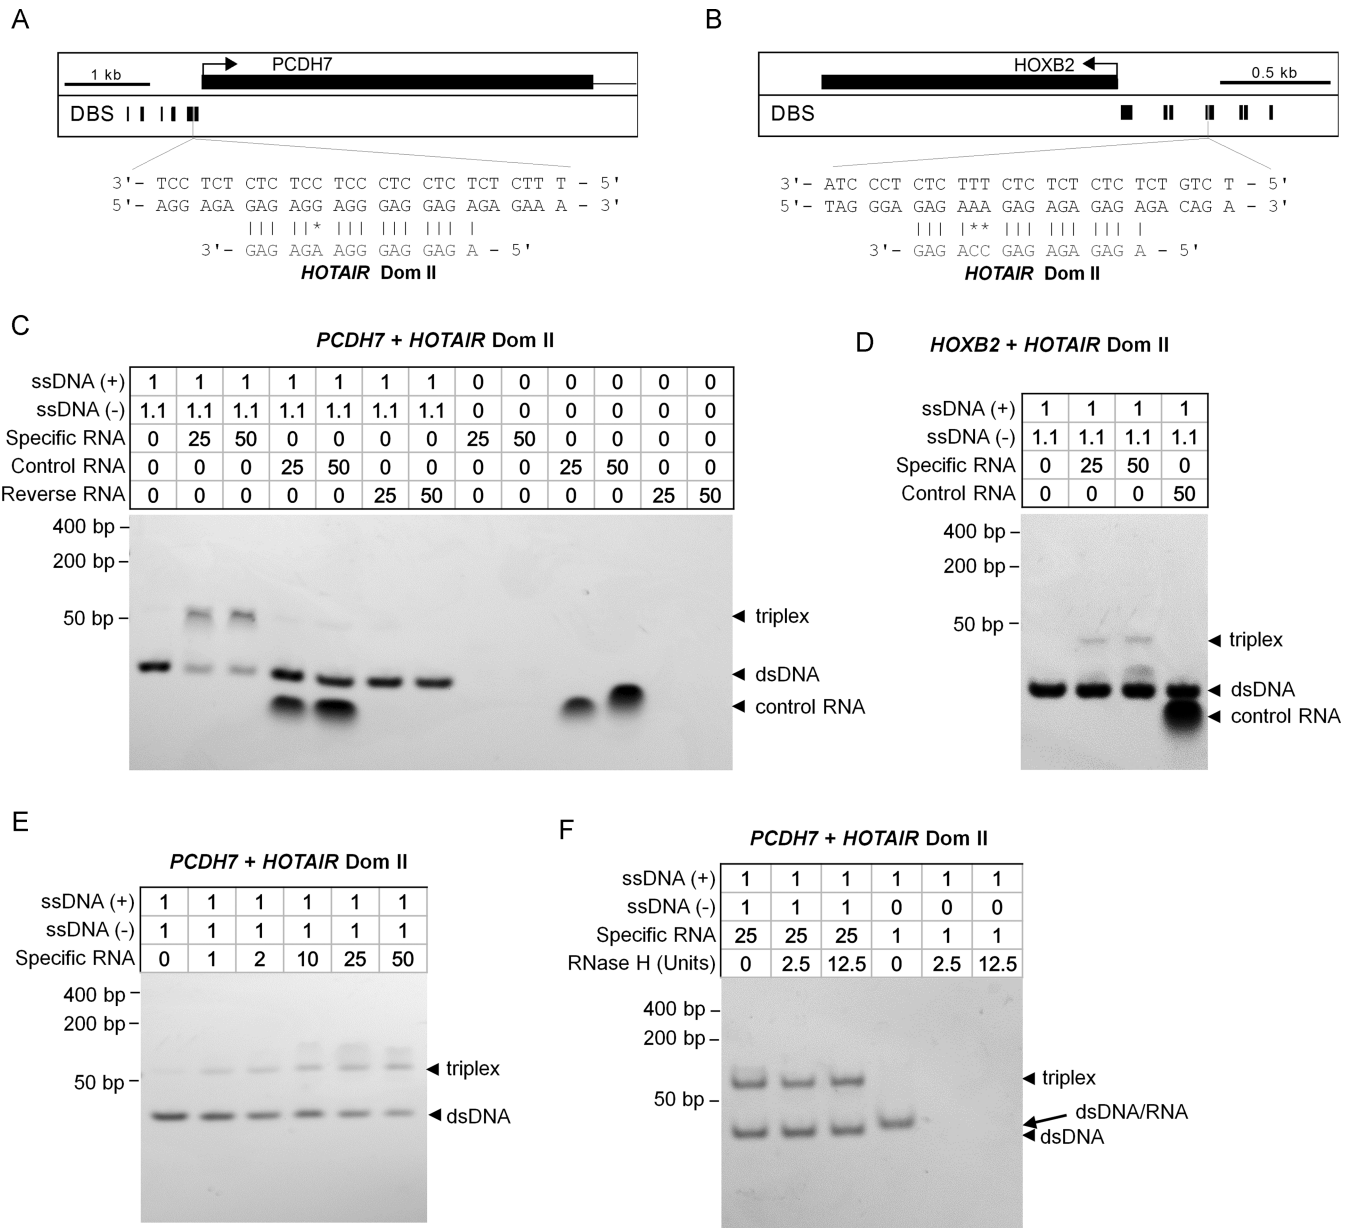 A
PCDH7
1 kb
DBS
3'- TCC TCT CTC TCC TCC CTC CTC TCT CTT T - 5'
5'- AGG AGA GAG AGG AGG GAG GAG AGA GAA A - 3'
||| ||* ||| ||| ||| |
3'- GAG AGA AGG GAG GAG A - 5'
HOTAIR Dom II
B
HOXB2
0.5 kb
DBS
3'- ATC CCT CTC TTT CTC TCT CTC TCT GTC T - 5'
5'- TAG GGA GAG AAA GAG AGA GAG AGA CAG A - 3'
||| |** ||| ||| ||| |
3'- GAG ACC GAG AGA GAG A - 5'
HOTAIR Dom II
C
PCDH7 + HOTAIR Dom II
ssDNA (+) 1 1 1 1 1 1 1 0 0 0 0 0 0
ssDNA (-) 1.1 1.1 1.1 1.1 1.1 1.1 1.1 0 0 0 0 0 0
Specific RNA 0 25 50 0 0 0 0 25 50 0 0 0 0
Control RNA 0 0 0 25 50 0 0 0 0 25 50 0 0
Reverse RNA 0 0 0 0 0 25 50 0 0 0 0 25 50
400 bp
200 bp
50 bp
triplex
dsDNA
control RNA
D
HOXB2 + HOTAIR Dom II
ssDNA (+) 1 1 1 1
ssDNA (-) 1.1 1.1 1.1 1.1
Specific RNA 0 25 50 0
Control RNA 0 0 0 50
400 bp
200 bp
50 bp
triplex
dsDNA
control RNA
E
PCDH7 + HOTAIR Dom II
ssDNA (+) 1 1 1 1 1 1
ssDNA (-) 1 1 1 1 1 1
Specific RNA 0 1 2 10 25 50
400 bp
200 bp
50 bp
triplex
dsDNA
F
PCDH7 + HOTAIR Dom II
ssDNA (+) 1 1 1 1 1 1
ssDNA (-) 1 1 1 0 0 0
Specific RNA 25 25 25 1 1 1
RNase H (Units) 0 2.5 12.5 0 2.5 12.5
400 bp
200 bp
50 bp
triplex
dsDNA/RNA
dsDNA